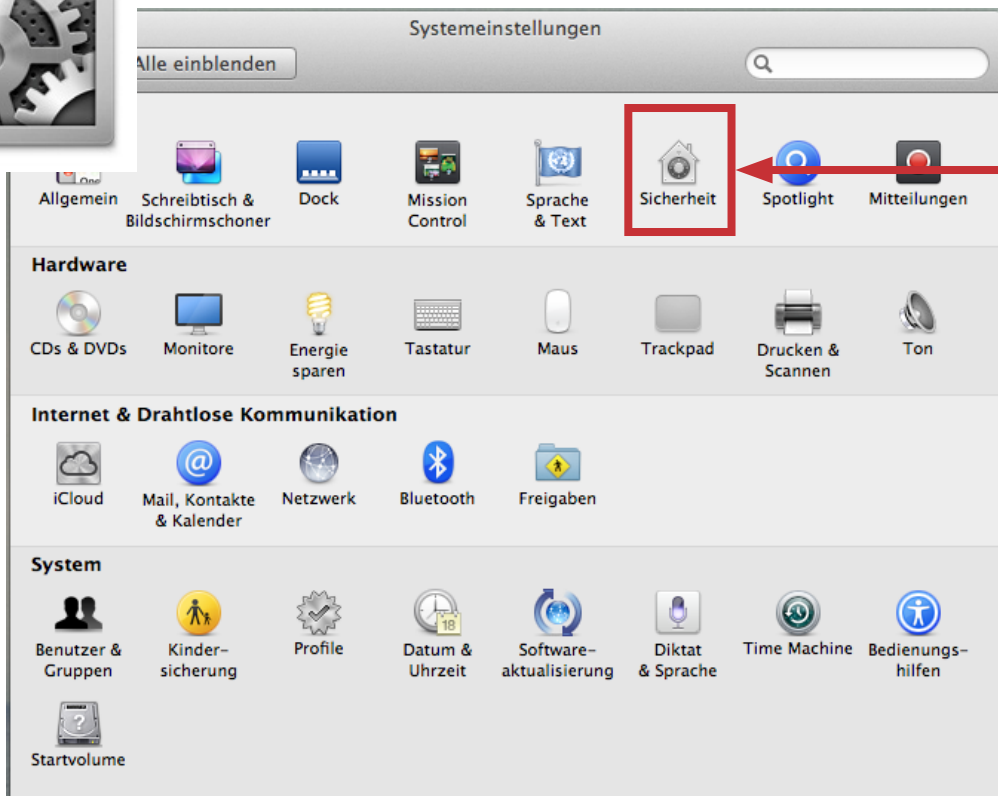 Systemeinstellungen
Alle einblenden
Allgemein
Schreibtisch &
Bildschirmschoner
Dock
Mission
Control
Sprache
& Text
Sicherheit
Spotlight
Mitteilungen
Hardware
CDs & DVDs
Monitore
Energie
sparen
Tastatur
Maus
Trackpad
Drucken &
Scannen
Ton
Internet & Drahtlose Kommunikation
iCloud
Mail, Kontakte
& Kalender
Netzwerk
Bluetooth
Freigaben
System
Benutzer &
Gruppen
Kinder-
sicherung
Profile
18
Datum &
Uhrzeit
Software-
aktualisierung
Diktat
& Sprache
Time Machine
Bedienungs-
hilfen
?
Startvolume